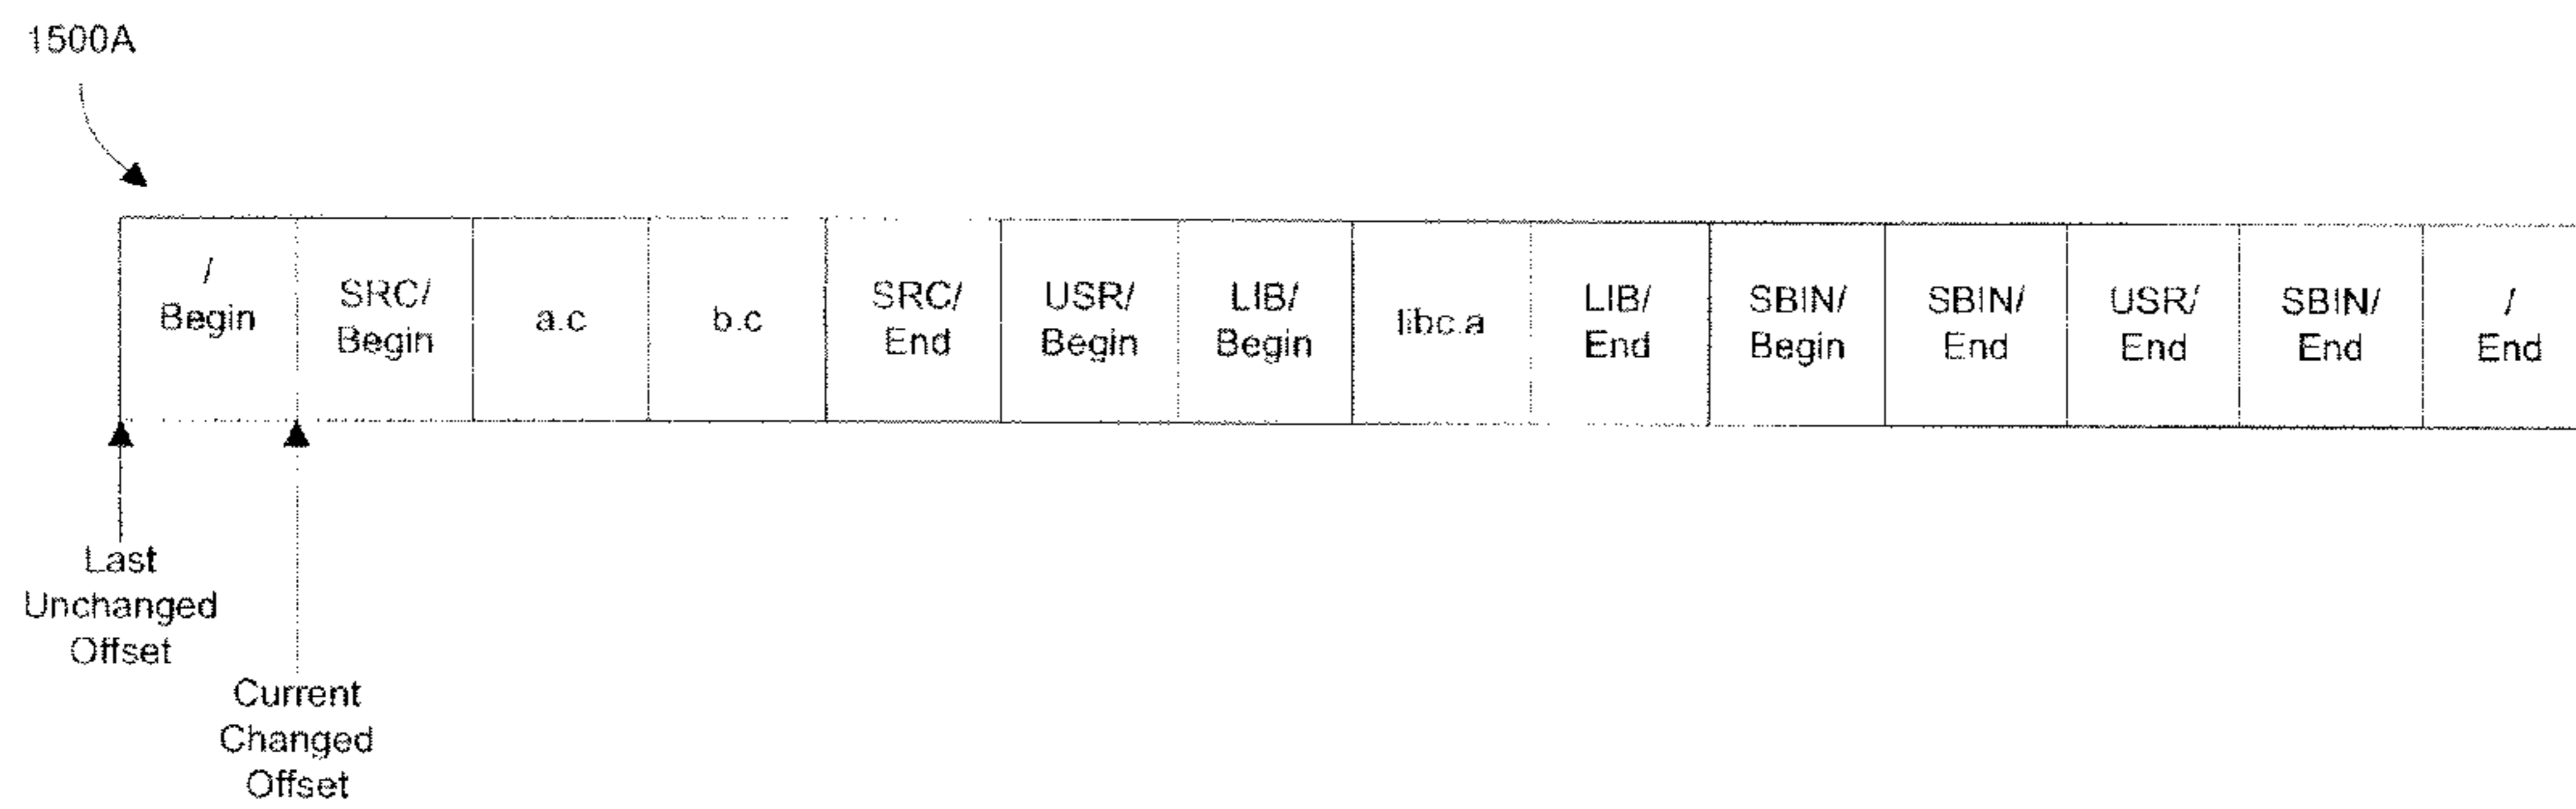 1500A
/
Begin
SRC/
Begin
a.c
b.c
SRC/
End
USR/
Begin
LIB/
Begin
libc.a
LIB/
End
SBIN/
Begin
SBIN/
End
USR/
End
SBIN/
End
/
End
Last
Unchanged
Offset
Current
Changed
Offset